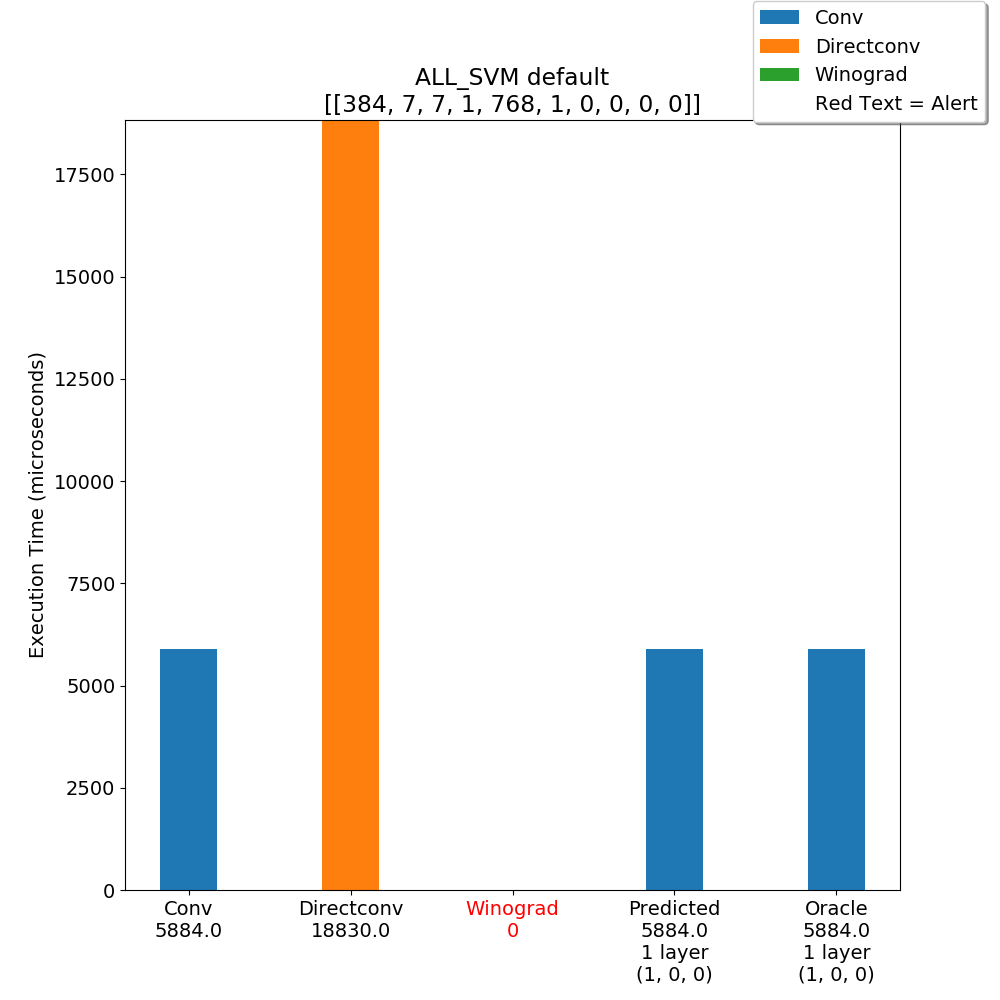 Conv
Directconv
Winograd
Red Text = Alert
ALL_SVM default
[[384, 7, 7, 1, 768, 1, 0, 0, 0, 0]]
Execution Time (microseconds)
17500
15000
12500
10000
7500
5000
2500
0
Conv
5884.0
Directconv
18830.0
Winograd
0
Predicted
5884.0
1 layer
(1, 0, 0)
Oracle
5884.0
1 layer
(1, 0, 0)